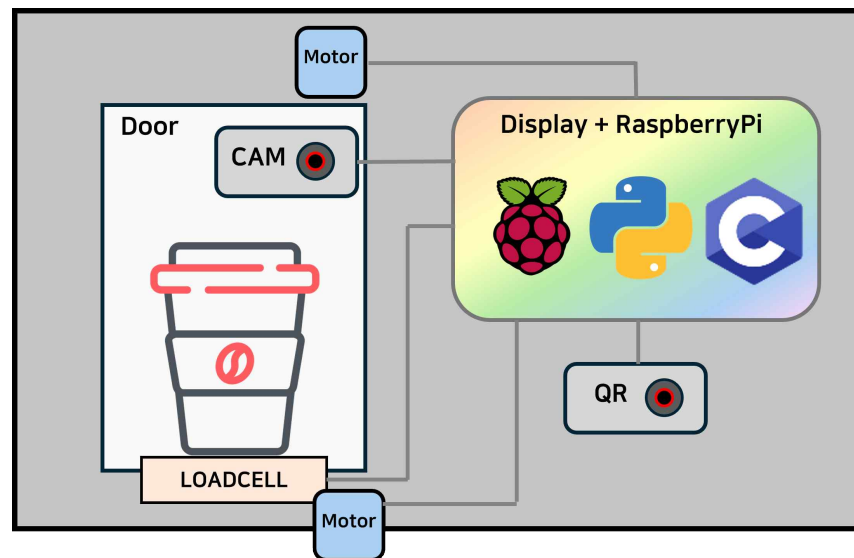 Motor
Door
CAM
Display + RaspberryPi
C
QR
LOADCELL
Motor